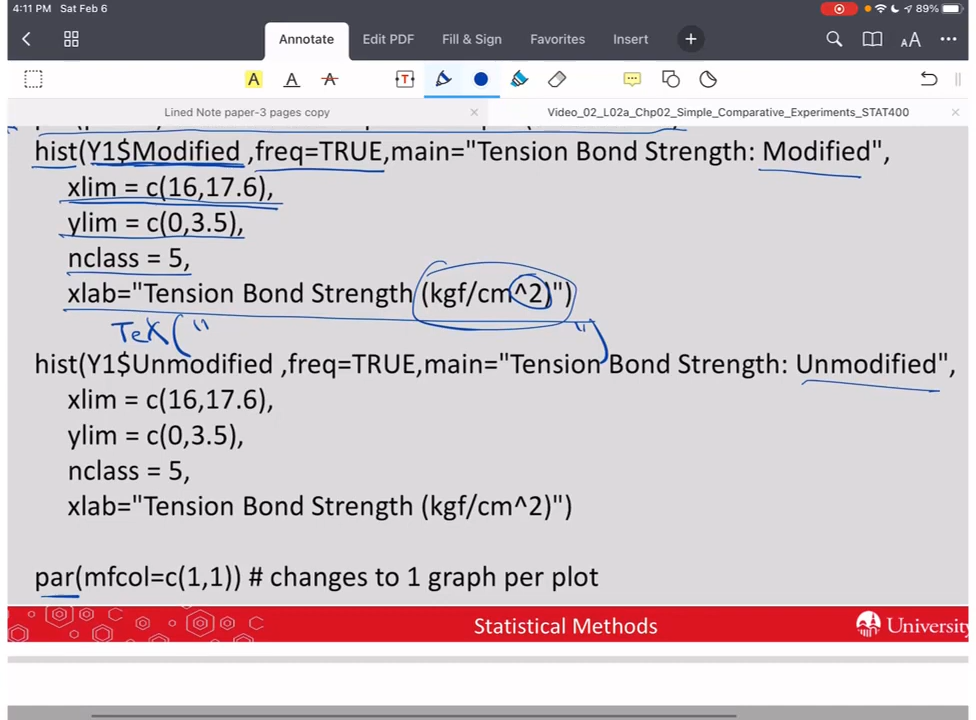 4:11 PM Sat Feb 6
89%
Annotate Edit PDF Fill & Sign Favorites Insert
Lined Note paper-3 pages copy
Video_02_L02a_Chp02_Simple_Comparative_Experiments_STAT400
hist(Y1$Modified ,freq=TRUE,main="Tension Bond Strength: Modified",
xlim = c(16,17.6),
ylim = c(0,3.5),
nclass = 5,
xlab="Tension Bond Strength (kgf/cm^2)")
TeX(" ")
hist(Y1$Unmodified ,freq=TRUE,main="Tension Bond Strength: Unmodified",
xlim = c(16,17.6),
ylim = c(0,3.5),
nclass = 5,
xlab="Tension Bond Strength (kgf/cm^2)")
par(mfcol=c(1,1)) # changes to 1 graph per plot
Statistical Methods
University